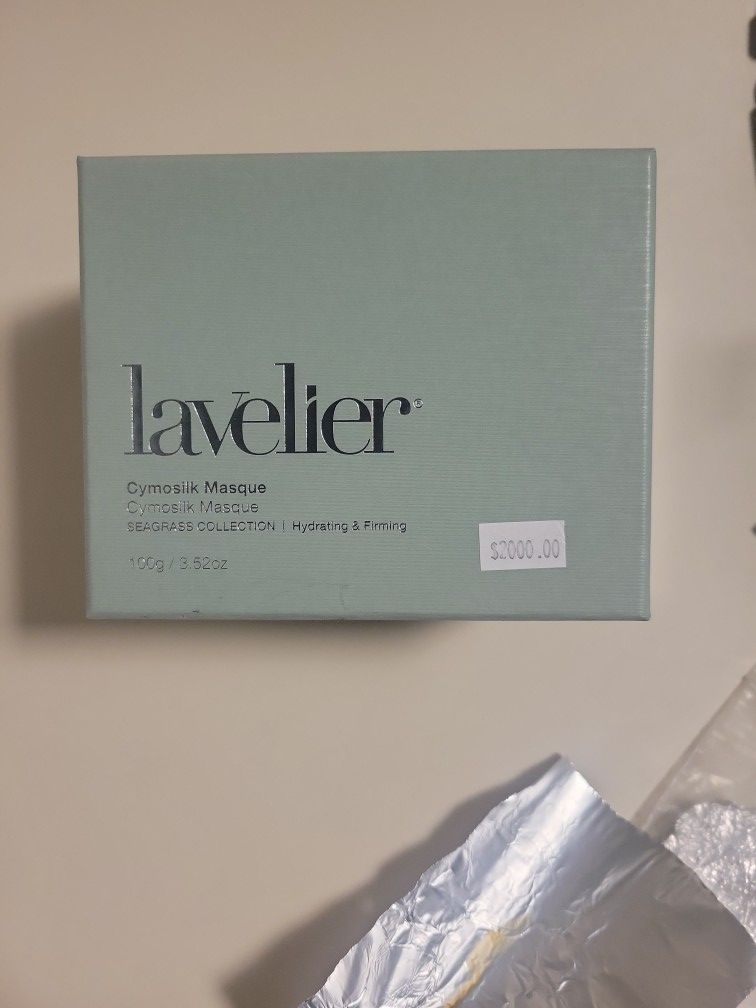 lavelier®
Cymosilk Masque
Cymosilk Masque
SEAGRASS COLLECTION | Hydrating & Firming
100g / 3.52oz
$2000.00